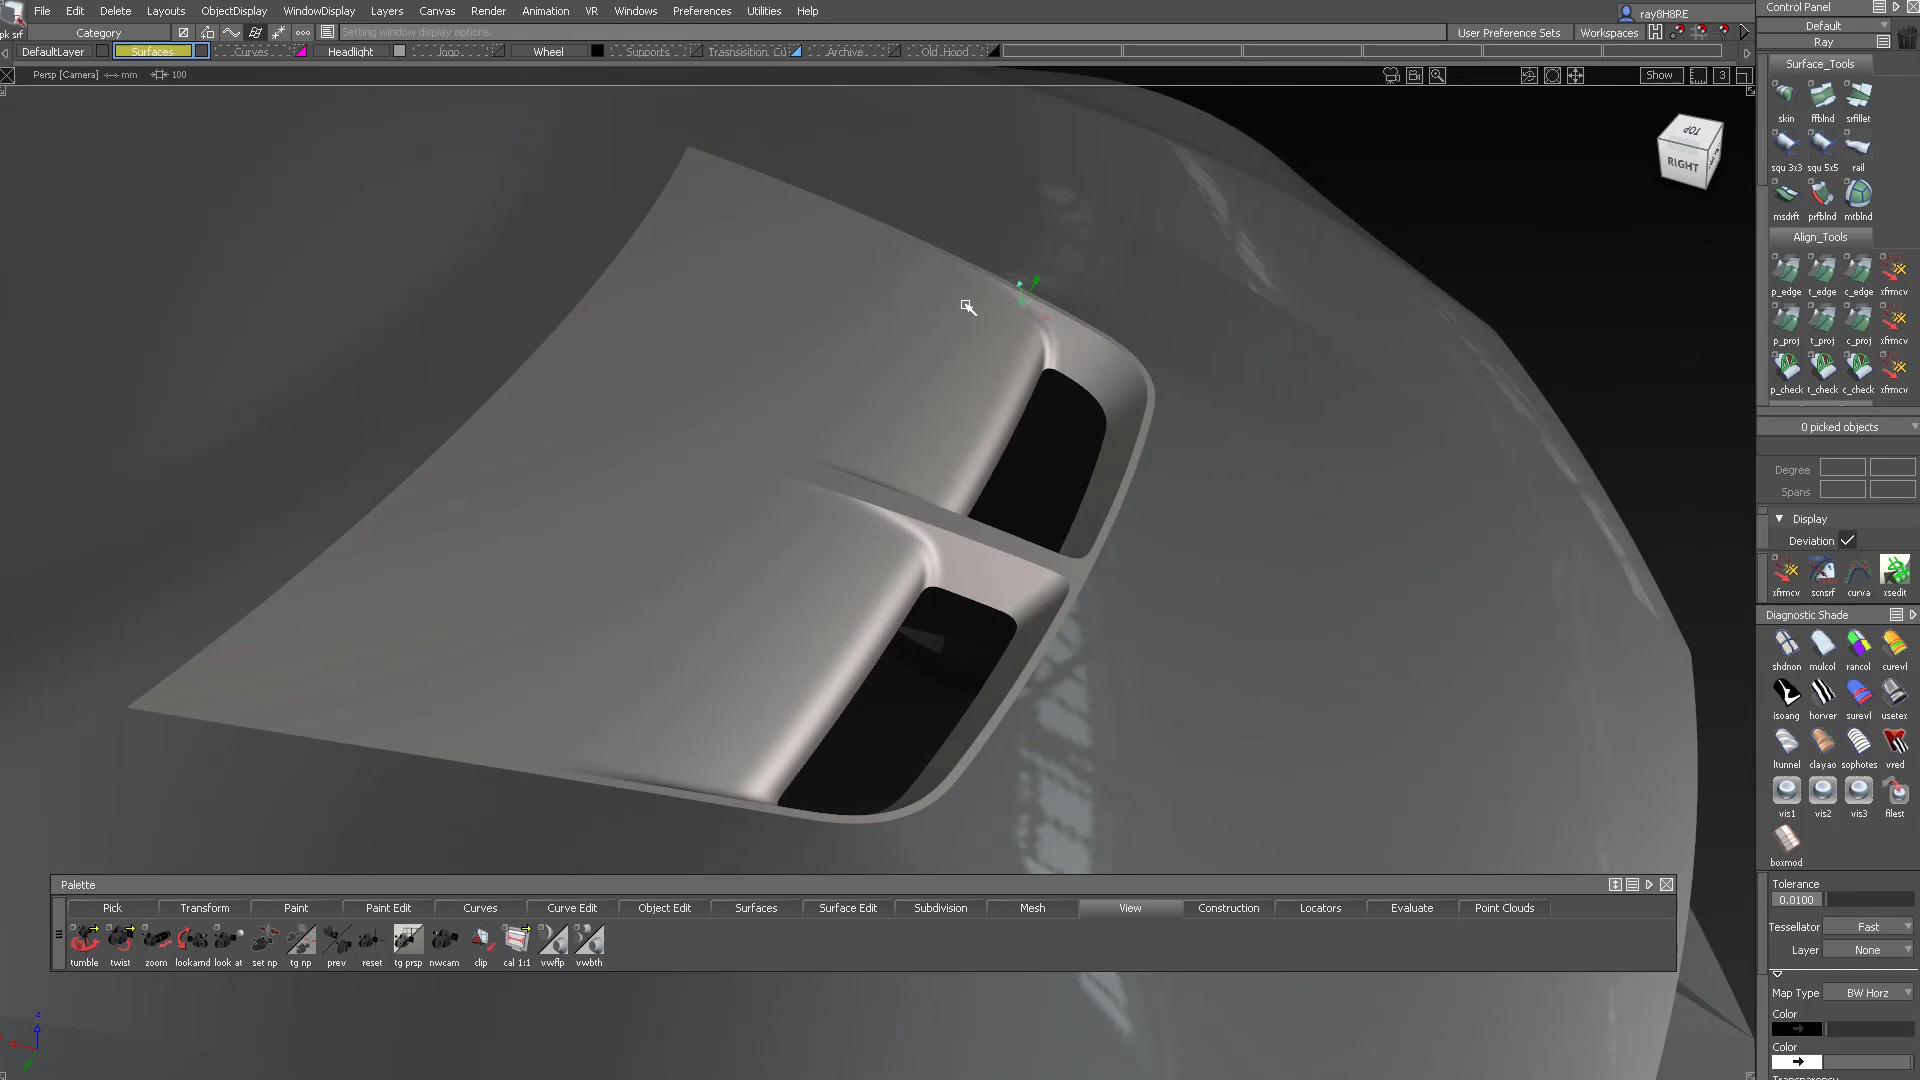 File Edit Delete Layouts ObjectDisplay WindowDisplay Layers Canvas Render Animation VR Windows Preferences Utilities Help
ray8H8RE
Control Panel
pk srf
Category
Setting window display options.
User Preference Sets
Workspaces
Default
Ray
DefaultLayer
Surfaces
Curves
Headlight
logo
Wheel
Supports
Archive
Old_Hood
Persp [Camera] mm 100
Show
3
TOP
RIGHT
Surface_Tools
skin ffblnd srfillet
squ 3x3 squ 5x5 rail
msdrft prfblnd mtblnd
Align_Tools
p_edge t_edge c_edge xfrmcv
p_proj t_proj c_proj xfrmcv
p_check t_check c_check xfrmcv
0 picked objects
Degree
Spans
Display
Deviation
xfrmcv scnsrf curva xsedit
Diagnostic Shade
shdnon mulcol rancol curevl
isoang horver surevl usetex
ltunnel clayao sophotes vred
vis1 vis2 vis3 filest
boxmod
Tolerance
0.0100
Tessellator Fast
Layer None
Map Type BW Horz
Color
Color
Transparency
Palette
Pick Transform Paint Paint Edit Curves Curve Edit Object Edit Surfaces Surface Edit Subdivision Mesh View Construction Locators Evaluate Point Clouds
tumble twist zoom lookarnd look at set np tg np prev reset tg prsp nwcam clip cal 1:1 vwflp vwbth
z